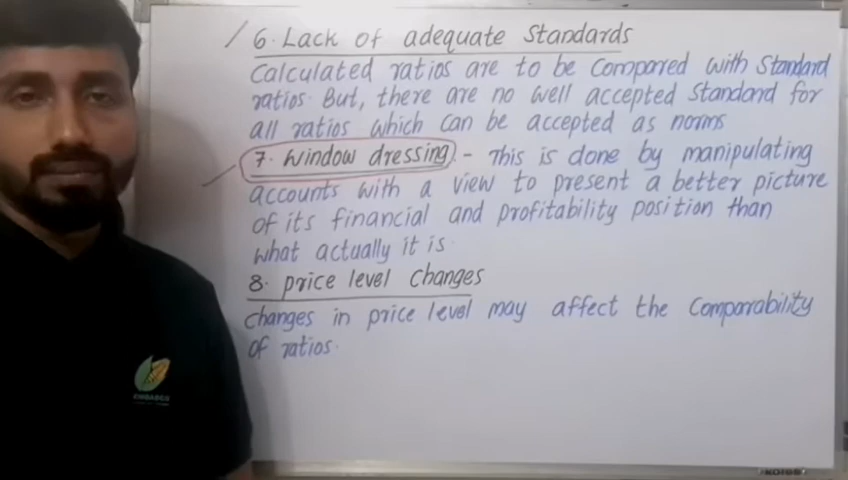 6. Lack of adequate Standards
Calculated ratios are to be Compared with Standard
ratios. But, there are no well accepted Standard for
all ratios which can be accepted as norms
7. Window dressing. - This is done by manipulating
accounts with a view to present a better picture
of its financial and profitability position than
what actually it is.
8. price level Changes
Changes in price level may affect the Comparability
of ratios.